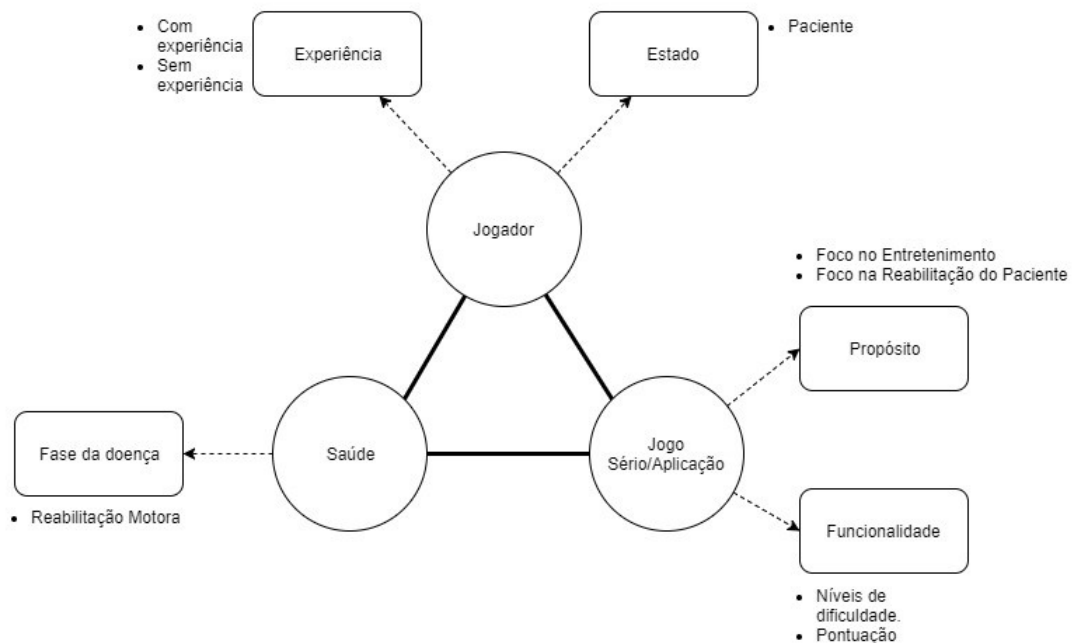 Com
experiência
Sem
experiência
Experiência
Estado
Paciente
Jogador
Foco no Entretenimento
Foco na Reabilitação do Paciente
Propósito
Fase da doença
Saúde
Jogo
Sério/Aplicação
Reabilitação Motora
Funcionalidade
Níveis de
dificuldade.
Pontuação